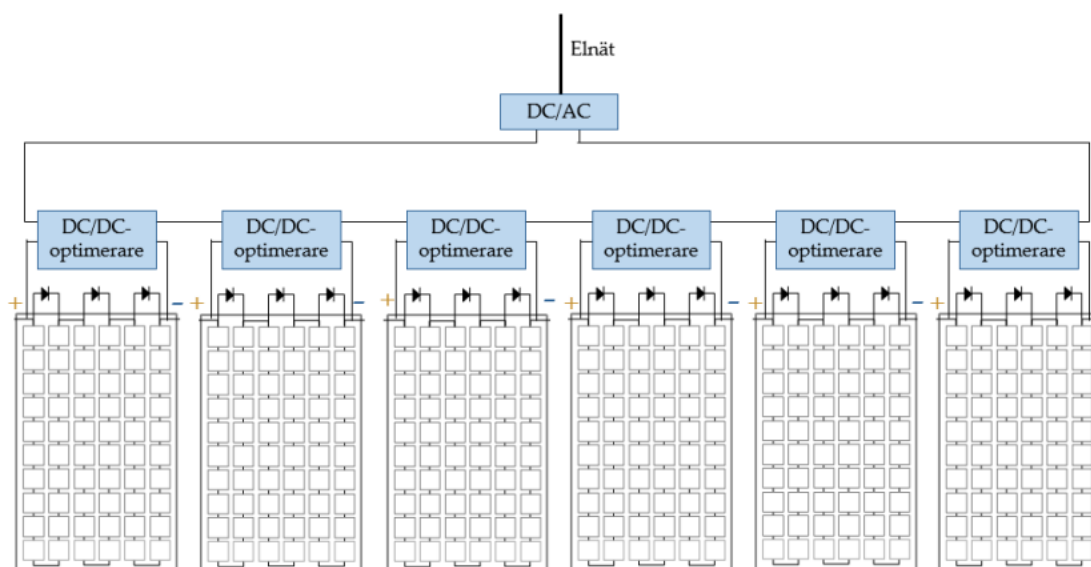 Elnät
DC/AC
DC/DC-
optimerare
DC/DC-
optimerare
DC/DC-
optimerare
DC/DC-
optimerare
DC/DC-
optimerare
DC/DC-
optimerare
+ − + − + − + − + − +